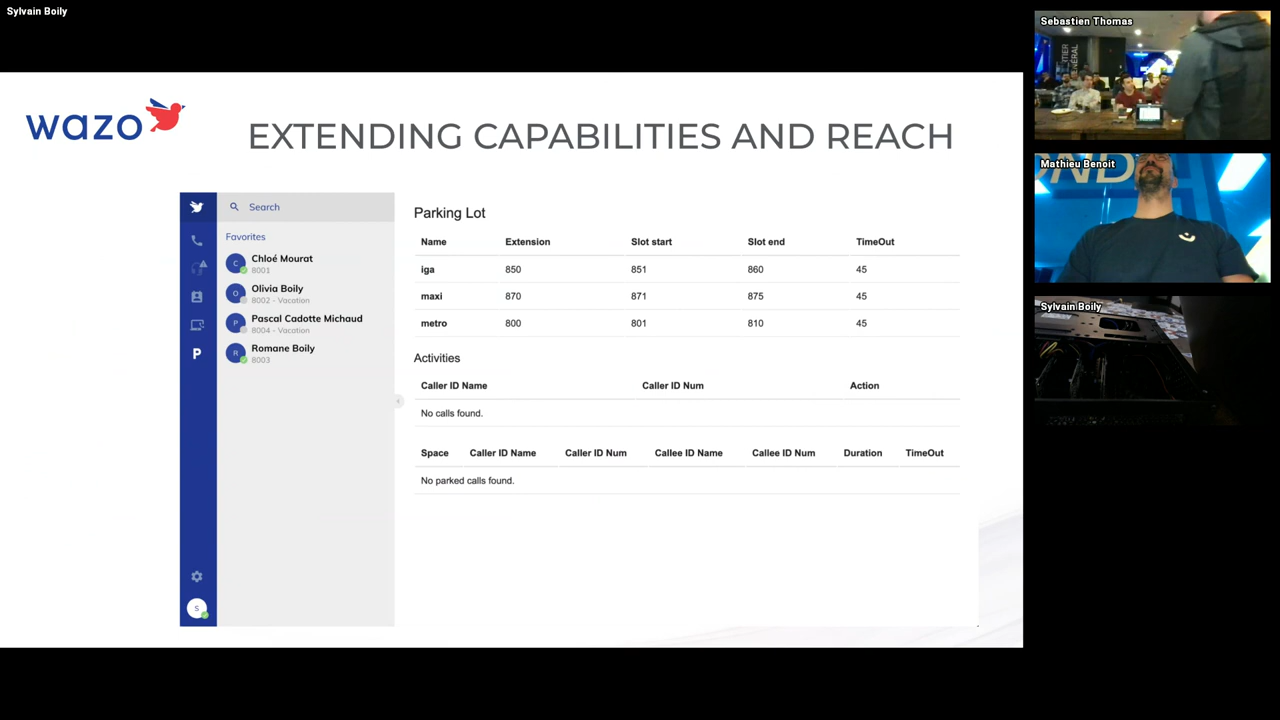 Sylvain Boily
wazo
EXTENDING CAPABILITIES AND REACH
Search
Favorites
C
Chloé Mourat
8001
O
Olivia Boily
8002 - Vacation
P
Pascal Cadotte Michaud
8004 - Vacation
R
Romane Boily
8003
P
S
Parking Lot
Name Extension Slot start Slot end TimeOut
iga 850 851 860 45
maxi 870 871 875 45
metro 800 801 810 45
Activities
Caller ID Name Caller ID Num Action
No calls found.
Space Caller ID Name Caller ID Num Callee ID Name Callee ID Num Duration TimeOut
No parked calls found.
Sebastien Thomas
Mathieu Benoit
OND
Sylvain Boily